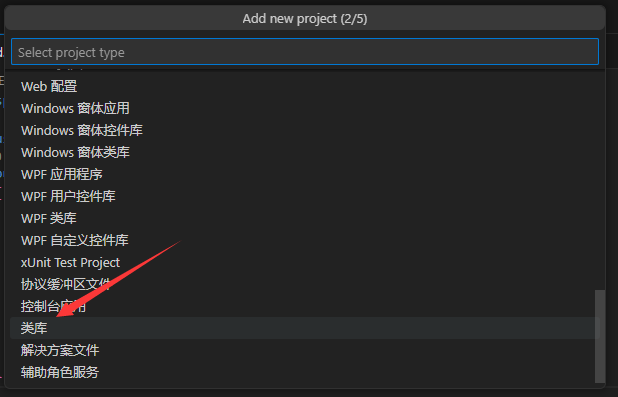 Add new project (2/5)
Select project type
Web 配置
Windows 窗体应用
Windows 窗体控件库
Windows 窗体类库
WPF 应用程序
WPF 用户控件库
WPF 类库
WPF 自定义控件库
xUnit Test Project
协议缓冲区文件
控制台应用
类库
解决方案文件
辅助角色服务